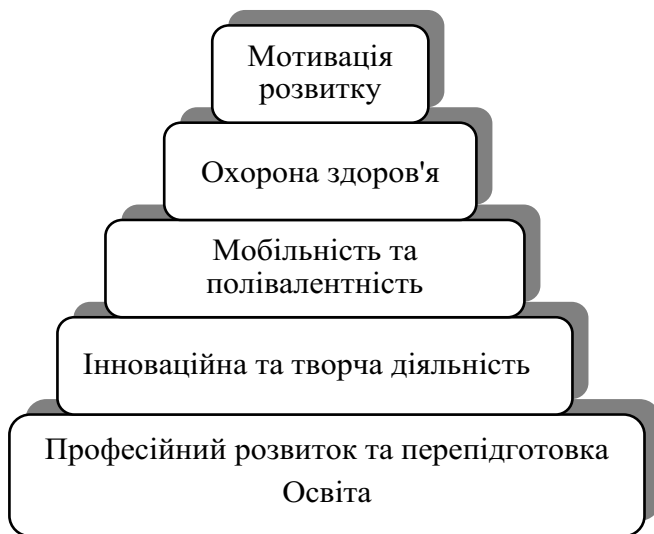 Мотивація
розвитку
Охорона здоров'я
Мобільність та
полівалентність
Інноваційна та творча діяльність
Професійний розвиток та перепідготовка
Освіта